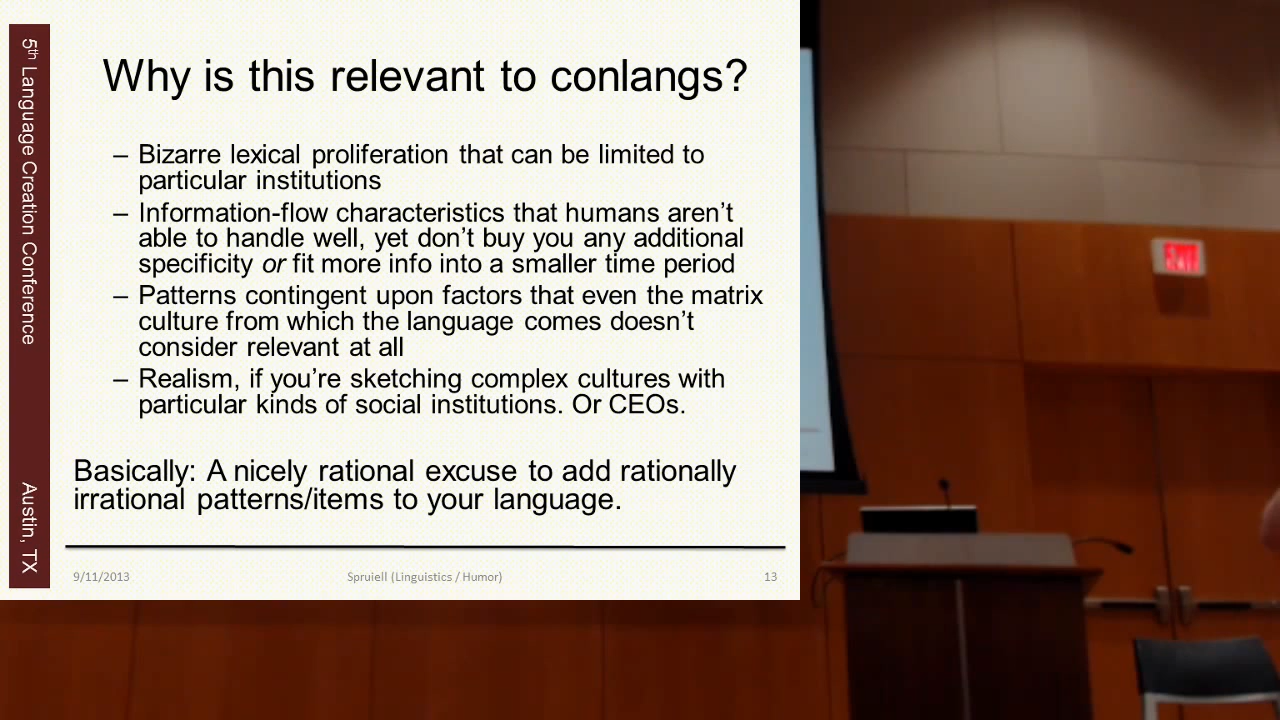 5th Language Creation Conference
Austin, TX
Why is this relevant to conlangs?
– Bizarre lexical proliferation that can be limited to
particular institutions
– Information-flow characteristics that humans aren’t
able to handle well, yet don’t buy you any additional
specificity or fit more info into a smaller time period
– Patterns contingent upon factors that even the matrix
culture from which the language comes doesn’t
consider relevant at all
– Realism, if you’re sketching complex cultures with
particular kinds of social institutions. Or CEOs.
Basically: A nicely rational excuse to add rationally
irrational patterns/items to your language.
9/11/2013
Spruiell (Linguistics / Humor)
13
EXIT